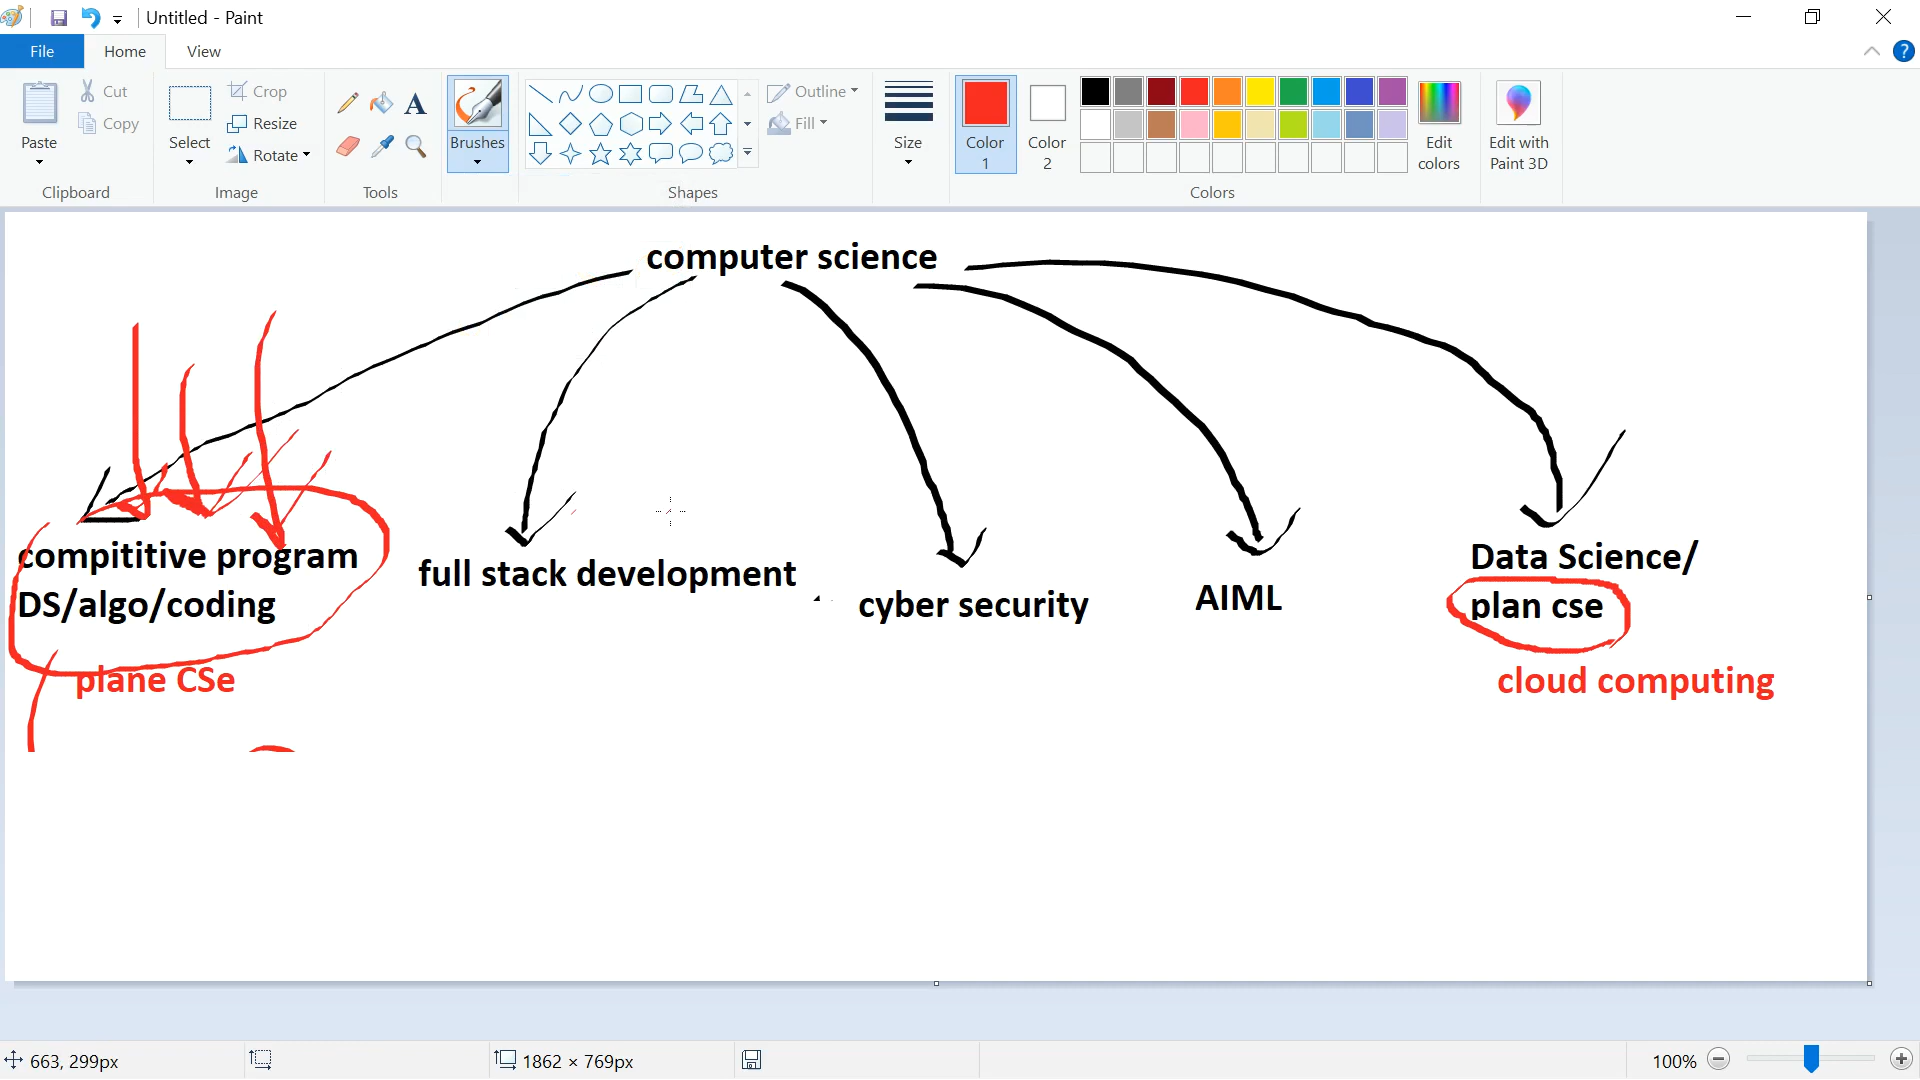 Untitled - Paint
File
Home
View
Paste
Cut
Copy
Clipboard
Select
Crop
Resize
Rotate
Image
Tools
Brushes
Shapes
Outline
Fill
Size
Color 1
Color 2
Edit colors
Colors
Edit with Paint 3D
computer science
compititive program
DS/algo/coding
plane CSe
full stack development
cyber security
AIML
Data Science/
plan cse
cloud computing
663, 299px
1862 × 769px
100%